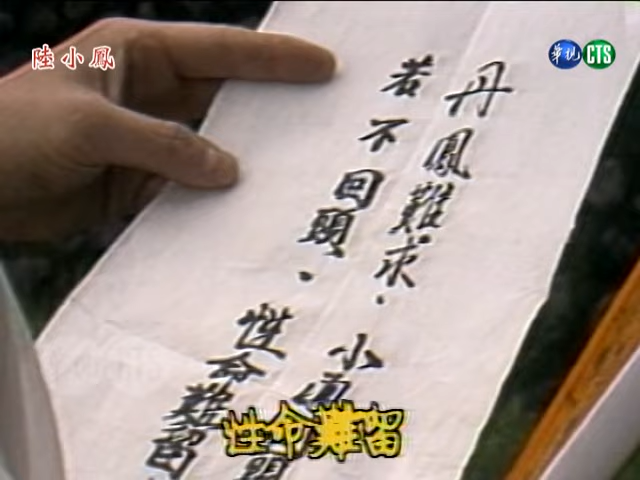 陸小鳳
華視 CTS
丹鳳難求、小鳳
若不回頭、
性命難留
性命難留